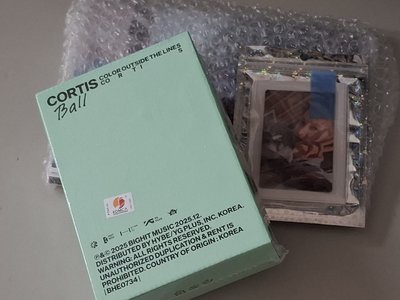 CORTIS COLOR OUTSIDE THE LINES
CORTIS
Ball
℗&© 2025 BIGHIT MUSIC 2025.12.
DISTRIBUTED BY HYBE/YG PLUS, INC. KOREA.
WARNING: ALL RIGHTS RESERVED.
UNAUTHORIZED DUPLICATION & RENT IS
PROHIBITED. COUNTRY OF ORIGIN: KOREA
|BHE0734|